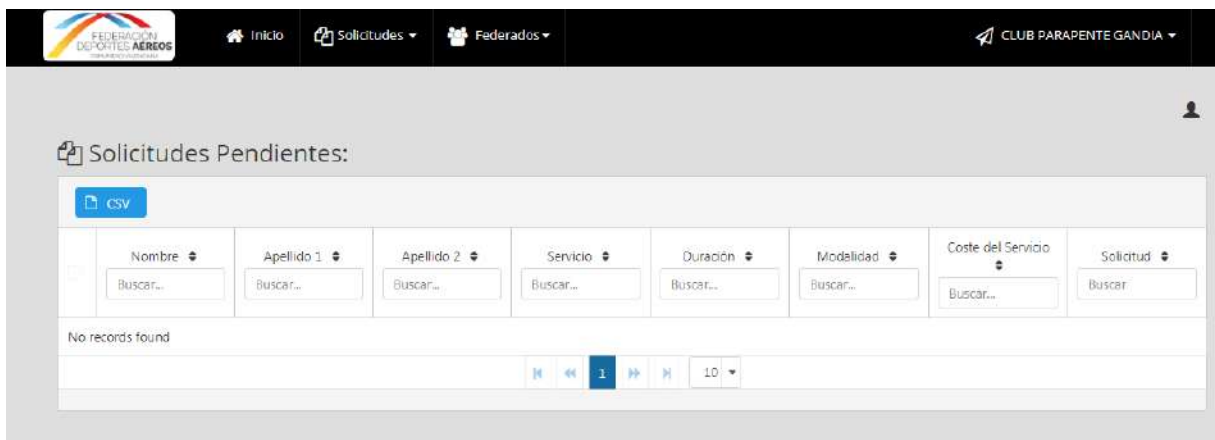 FEDERACIÓN
DEPORTES AÉREOS
Inicio
Solicitudes
Federados
CLUB PARAPENTE GANDIA
Solicitudes Pendientes:
CSV
Nombre
Apellido 1
Apellido 2
Servicio
Duración
Modalidad
Coste del Servicio
Solicitud
Buscar...
Buscar...
Buscar...
Buscar...
Buscar...
Buscar...
Buscar...
Buscar
No records found
1
10